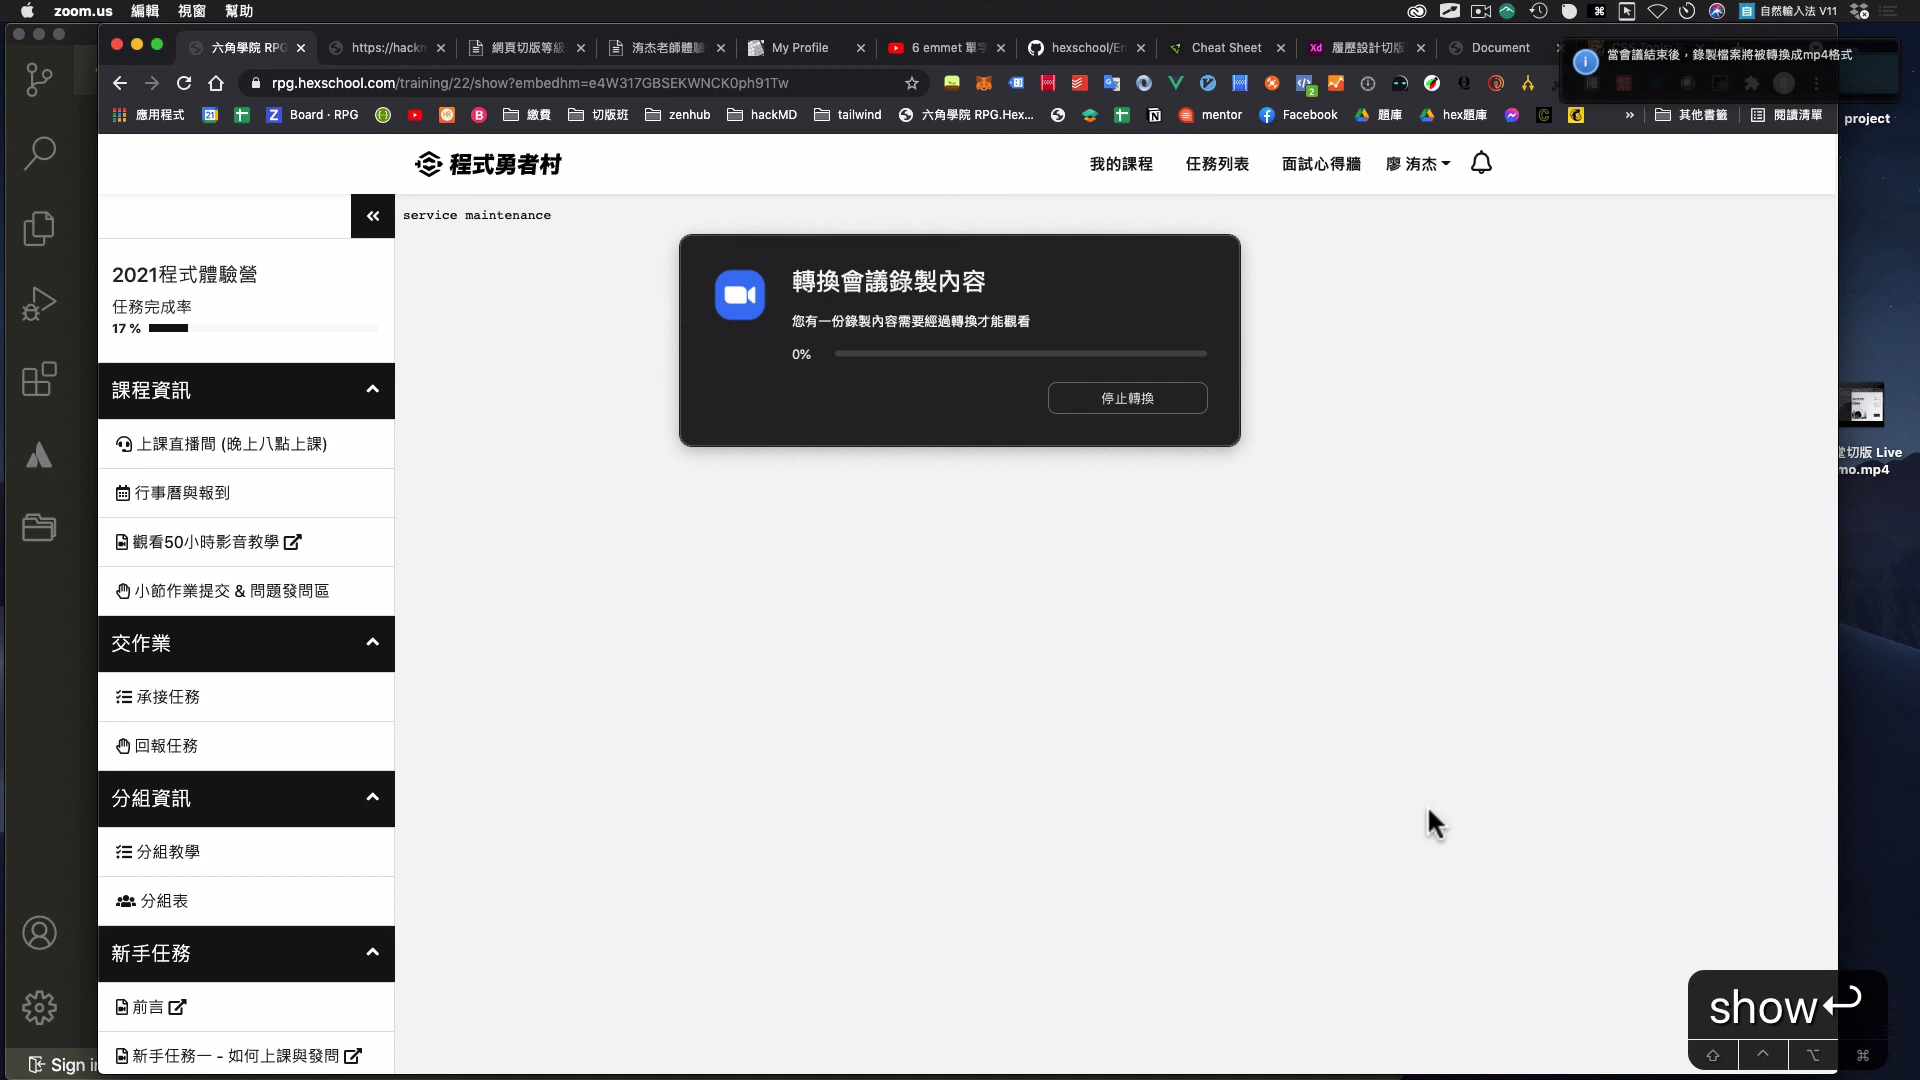 zoom.us 編輯 視窗 幫助
自然輸入法 V11
六角學院 RPG
https://hackm
網頁切版等級
洧杰老師體驗
My Profile
6 emmet 單字
hexschool/Em
Cheat Sheet
履歷設計切版
Document
當會議結束後，錄製檔案將被轉換成mp4格式
rpg.hexschool.com/training/22/show?embedhm=e4W317GBSEKWNCK0ph91Tw
應用程式 Board · RPG 繳費 切版班 zenhub hackMD tailwind 六角學院 RPG.Hex... mentor Facebook 題庫 hex題庫 » 其他書籤 閱讀清單
project
程式勇者村
我的課程 任務列表 面試心得牆 廖 洧杰
service maintenance
2021程式體驗營
任務完成率
17 %
轉換會議錄製內容
您有一份錄製內容需要經過轉換才能觀看
0%
停止轉換
課程資訊
上課直播間 (晚上八點上課)
行事曆與報到
觀看50小時影音教學
小節作業提交 & 問題發問區
交作業
承接任務
回報任務
分組資訊
分組教學
分組表
新手任務
前言
新手任務一 - 如何上課與發問
堂切版 Live
mo.mp4
show
Sign in